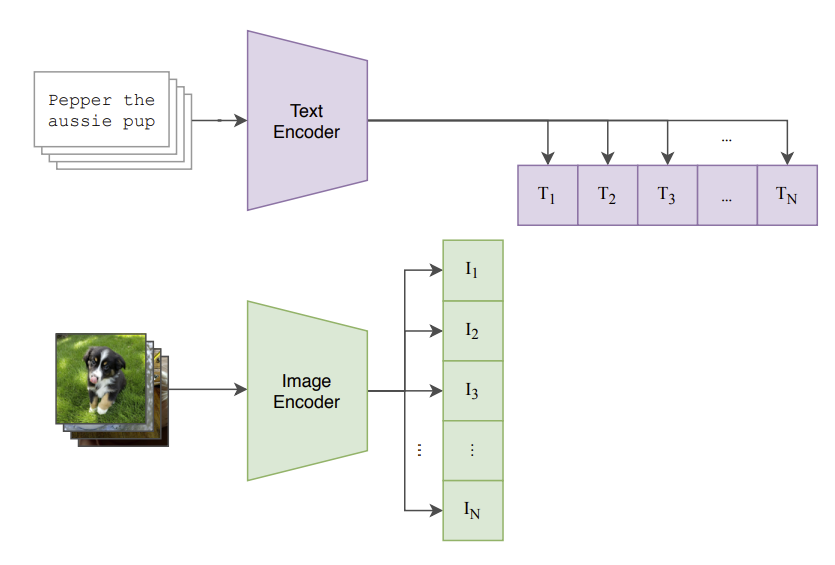 Pepper the
aussie pup
Text
Encoder
...
T1 T2 T3 ... TN
I1
I2
Image
Encoder
I3
⋮ ⋮
IN